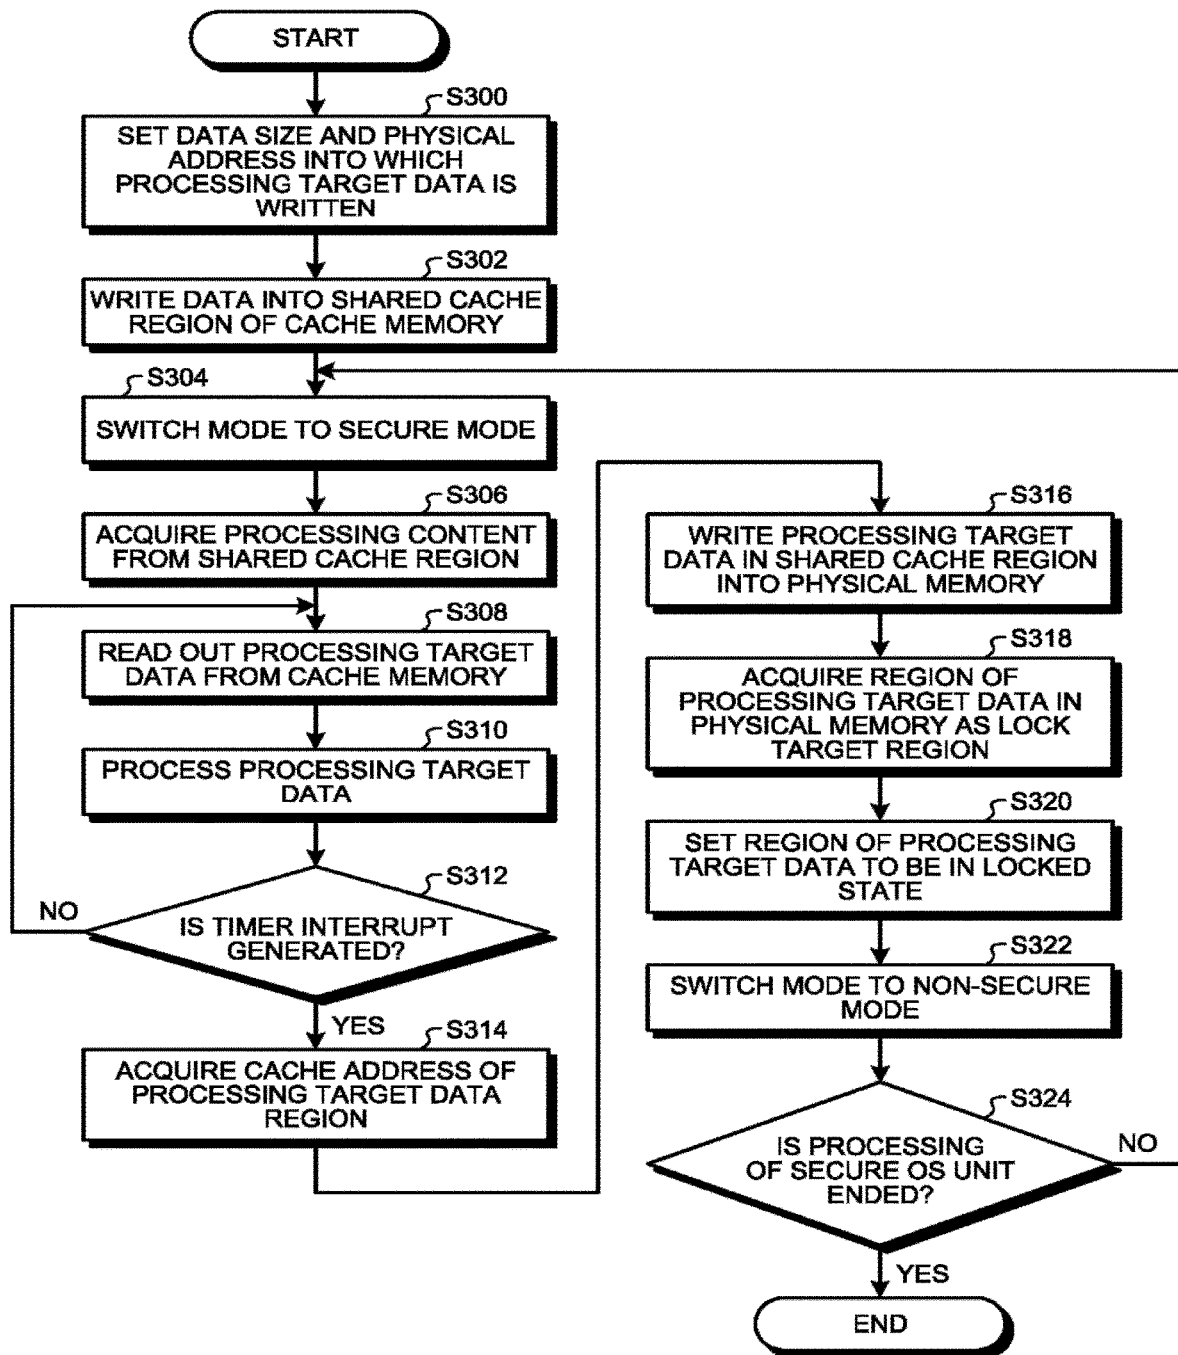 START
S300
SET DATA SIZE AND PHYSICAL
ADDRESS INTO WHICH
PROCESSING TARGET DATA IS
WRITTEN
S302
WRITE DATA INTO SHARED CACHE
REGION OF CACHE MEMORY
S304
SWITCH MODE TO SECURE MODE
S306
ACQUIRE PROCESSING CONTENT
FROM SHARED CACHE REGION
S308
READ OUT PROCESSING TARGET
DATA FROM CACHE MEMORY
S310
PROCESS PROCESSING TARGET
DATA
S312
NO
IS TIMER INTERRUPT
GENERATED?
YES
S314
ACQUIRE CACHE ADDRESS OF
PROCESSING TARGET DATA
REGION
S316
WRITE PROCESSING TARGET
DATA IN SHARED CACHE REGION
INTO PHYSICAL MEMORY
S318
ACQUIRE REGION OF
PROCESSING TARGET DATA IN
PHYSICAL MEMORY AS LOCK
TARGET REGION
S320
SET REGION OF PROCESSING
TARGET DATA TO BE IN LOCKED
STATE
S322
SWITCH MODE TO NON-SECURE
MODE
S324
IS PROCESSING
OF SECURE OS UNIT
ENDED?
NO
YES
END